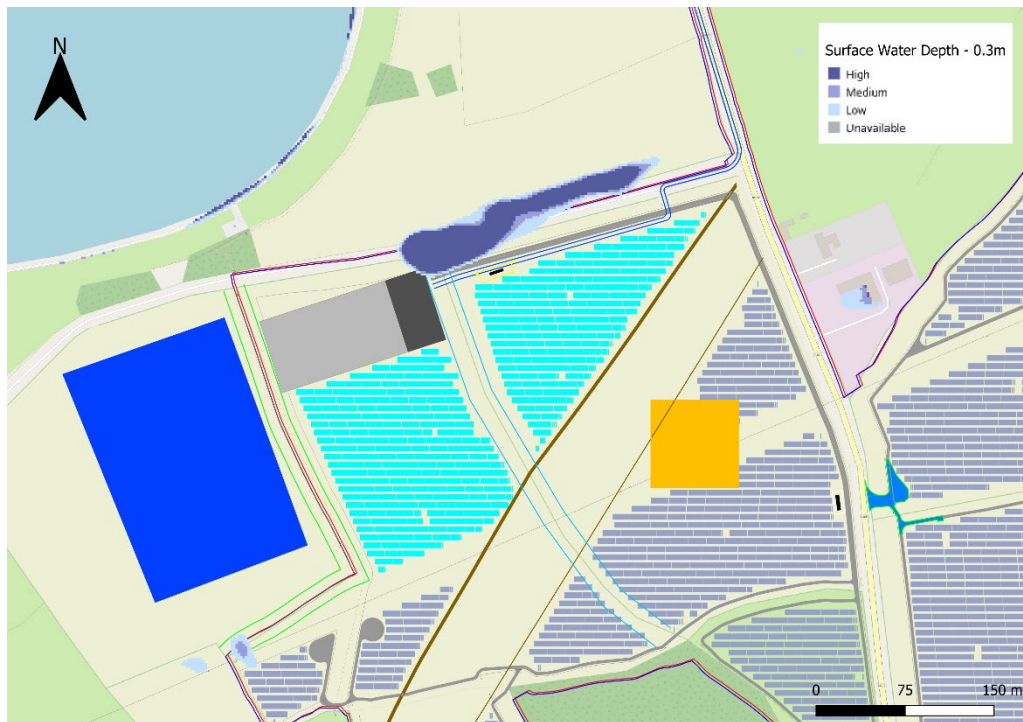 N
Surface Water Depth - 0.3m
High
Medium
Low
Unavailable
0 75 150 m